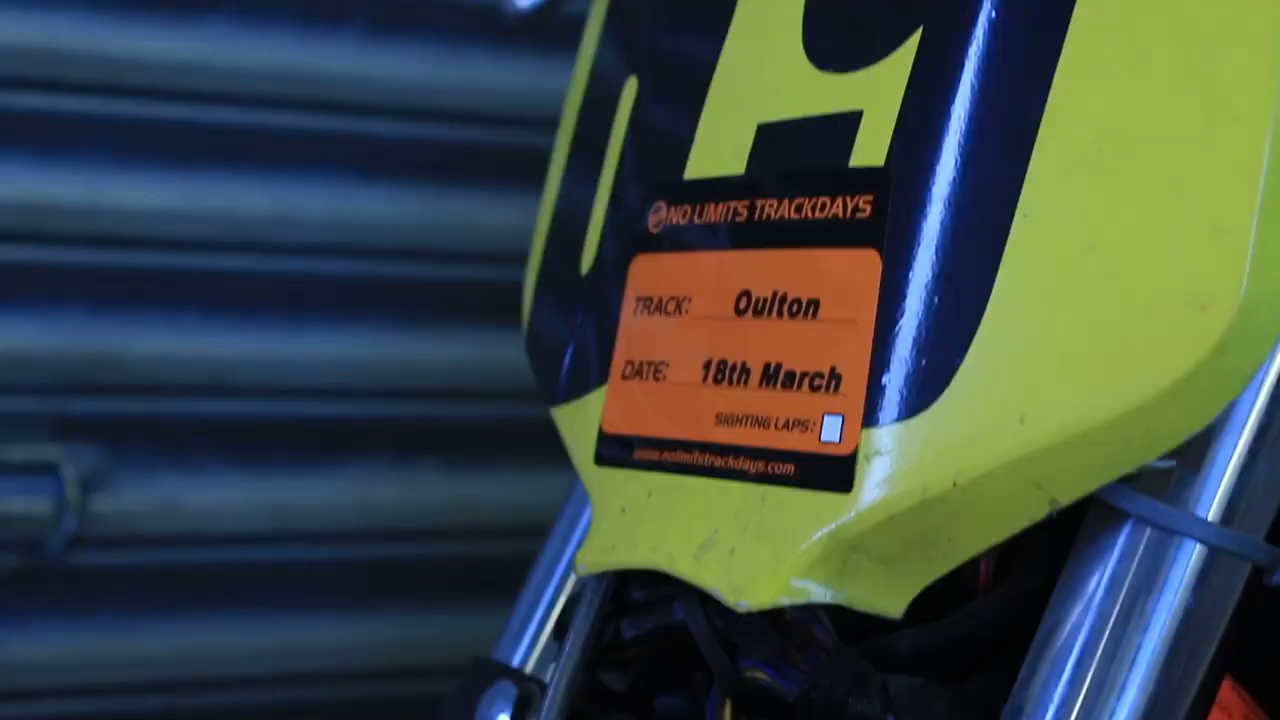 NO LIMITS TRACKDAYS
TRACK: Oulton
DATE: 18th March
SIGHTING LAPS:
www.nolimitstrackdays.com